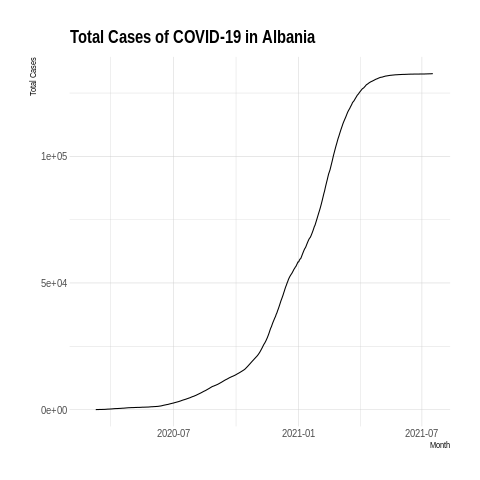 Total Cases of COVID-19 in Albania
Total Cases
1e+05
5e+04
0e+00
2020-07
2021-01
2021-07
Month